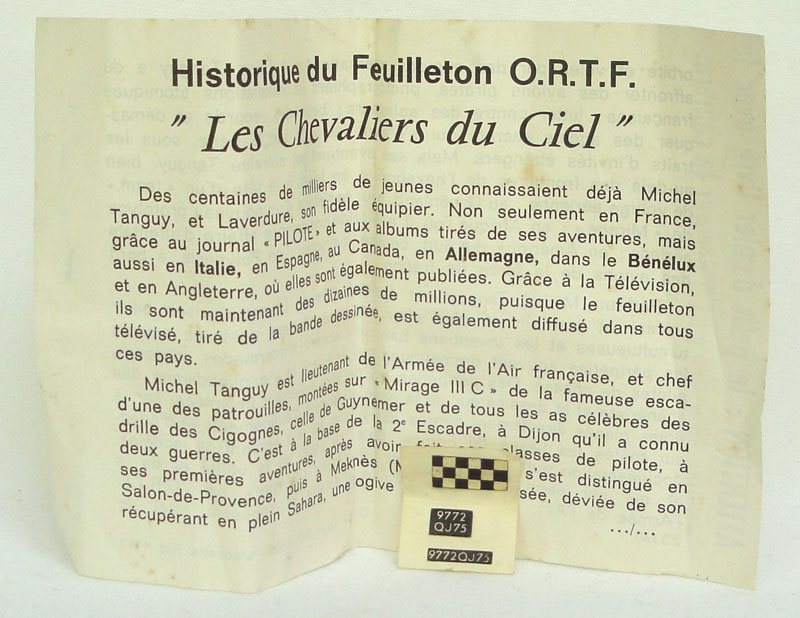 Historique du Feuilleton O.R.T.F.
" Les Chevaliers du Ciel "
Des centaines de milliers de jeunes connaissaient déjà Michel
Tanguy, et Laverdure, son fidèle équipier. Non seulement en France,
grâce au journal « PILOTE » et aux albums tirés de ses aventures, mais
aussi en Italie, en Espagne, au Canada, en Allemagne, dans le Bénélux
et en Angleterre, où elles sont également publiées. Grâce à la Télévision,
ils sont maintenant des dizaines de millions, puisque le feuilleton
télévisé, tiré de la bande dessinée, est également diffusé dans tous
ces pays.
Michel Tanguy est lieutenant de l'Armée de l'Air française, et chef
d'une des patrouilles, montées sur « Mirage III C » de la fameuse esca-
drille des Cigognes, celle de Guynemer et de tous les as célèbres des
deux guerres. C'est à la base de la 2e Escadre, à Dijon qu'il a connu
ses premières aventures, après avoir fait ses classes de pilote, à
Salon-de-Provence, puis à Meknès s'est distingué en
récupérant en plein Sahara, une ogive sée, déviée de son
.../...
9772
QJ75
9772QJ75